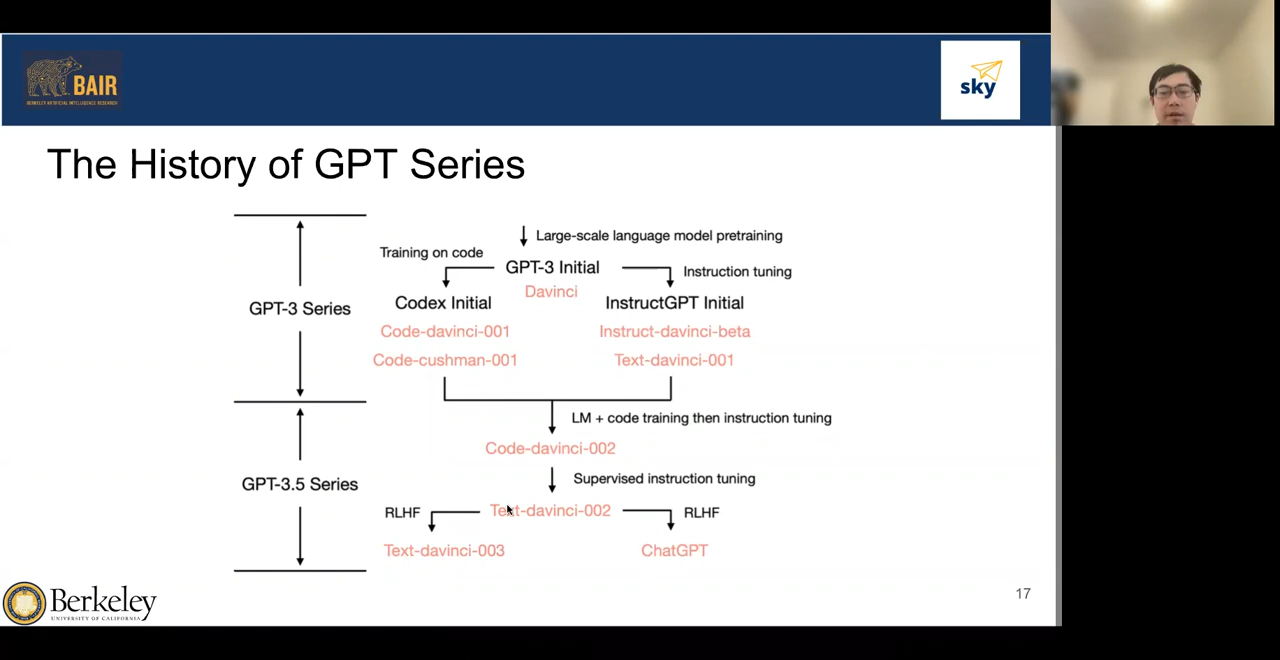 BAIR
BERKELEY ARTIFICIAL INTELLIGENCE RESEARCH
sky
The History of GPT Series
Large-scale language model pretraining
Training on code
GPT-3 Initial
Instruction tuning
Davinci
Codex Initial
InstructGPT Initial
GPT-3 Series
Code-davinci-001
Instruct-davinci-beta
Code-cushman-001
Text-davinci-001
LM + code training then instruction tuning
Code-davinci-002
Supervised instruction tuning
GPT-3.5 Series
RLHF
Text-davinci-002
RLHF
Text-davinci-003
ChatGPT
17
Berkeley
UNIVERSITY OF CALIFORNIA